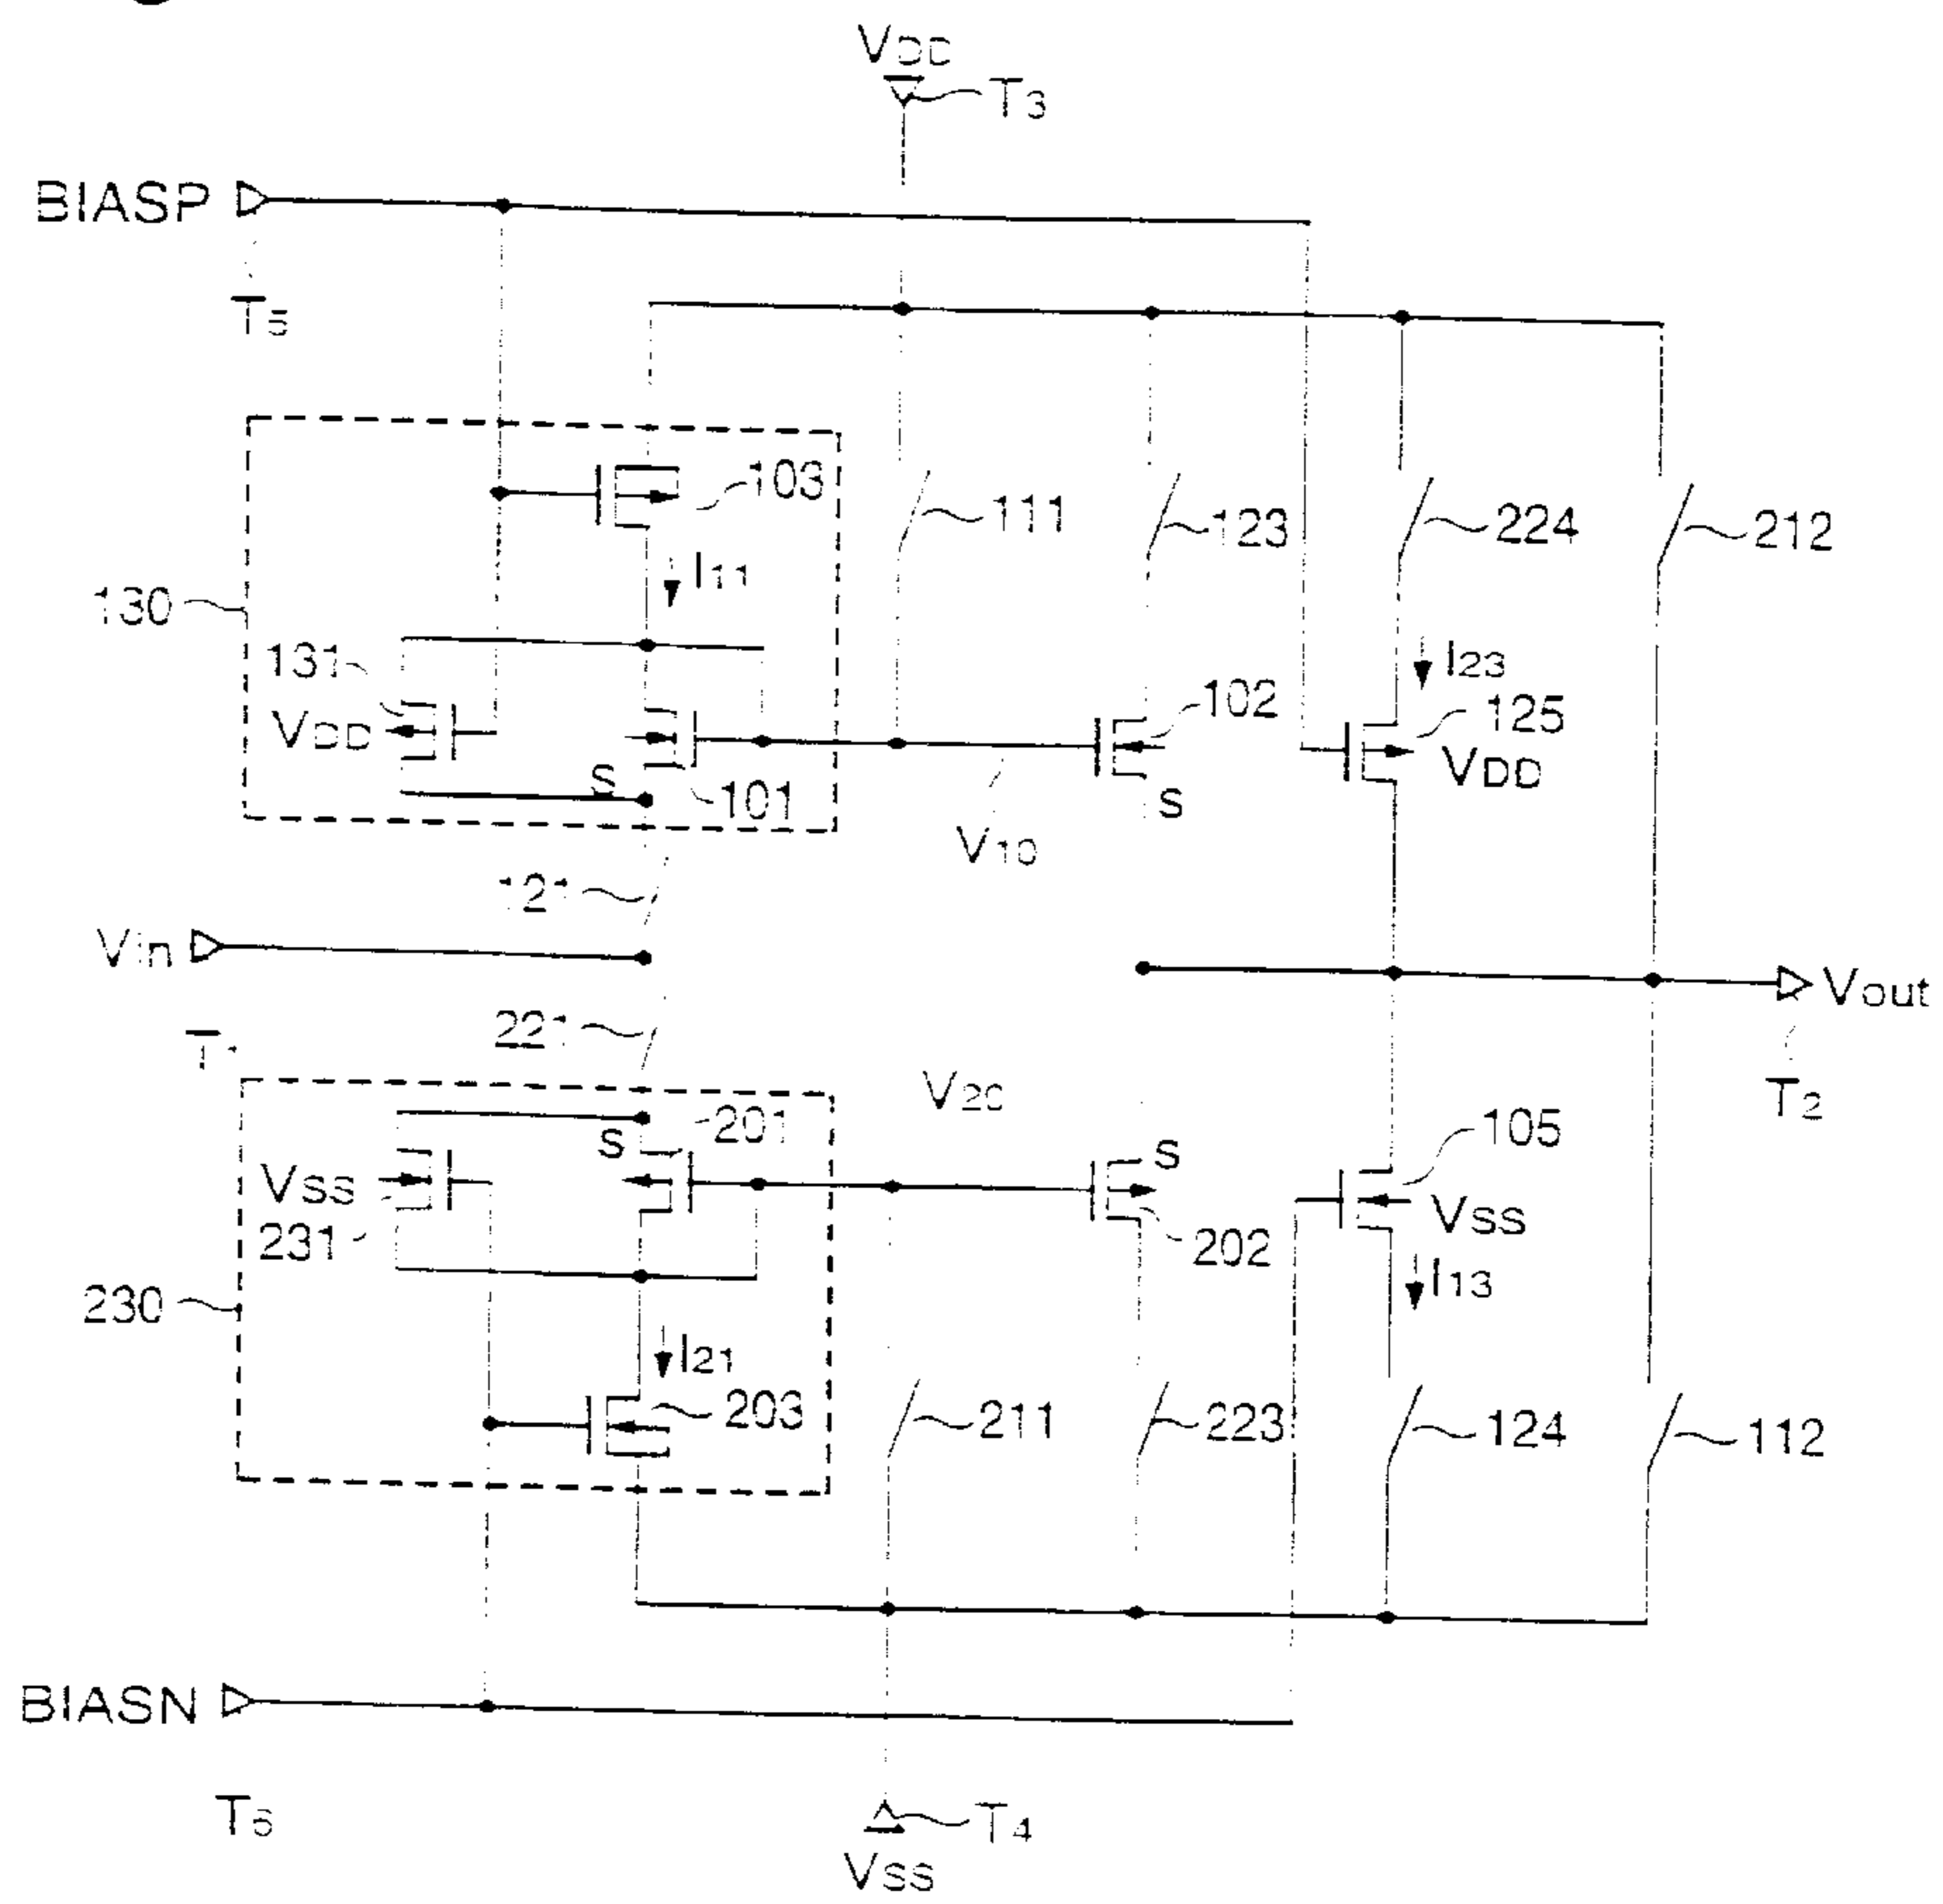 VDD
T3
BIASP
T5
103
111
123
224
212
I11
130
131
I23
102
125
VDD
VDD
S
101
S
V10
121
Vin
Vout
221
T1
V20
T2
201
105
S
S
VSS
VSS
231
202
I13
230
I21
203
211
223
124
112
BIASN
T6
T4
VSS